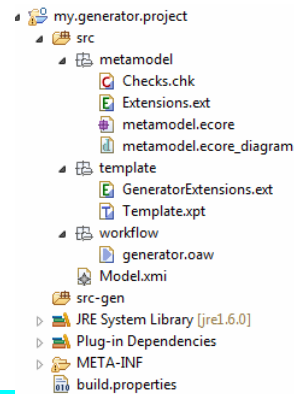 my.generator.project
src
metamodel
Checks.chk
Extensions.ext
metamodel.ecore
metamodel.ecore_diagram
template
GeneratorExtensions.ext
Template.xpt
workflow
generator.oaw
Model.xmi
src-gen
JRE System Library [jre1.6.0]
Plug-in Dependencies
META-INF
build.properties